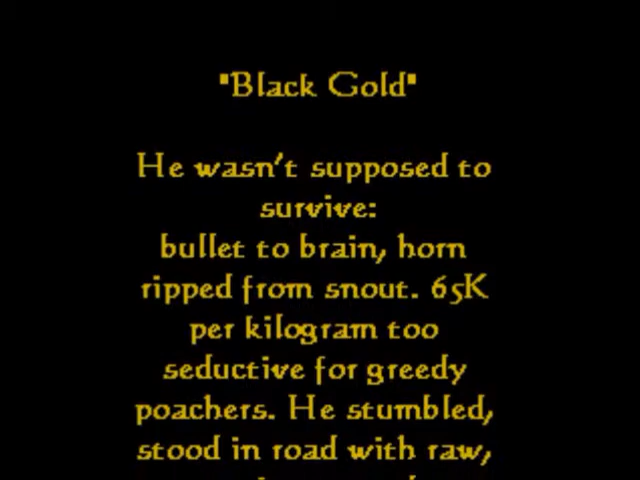 "Black Gold"
He wasn't supposed to
survive:
bullet to brain, horn
ripped from snout. 65K
per kilogram too
seductive for greedy
poachers. He stumbled,
stood in road with raw,